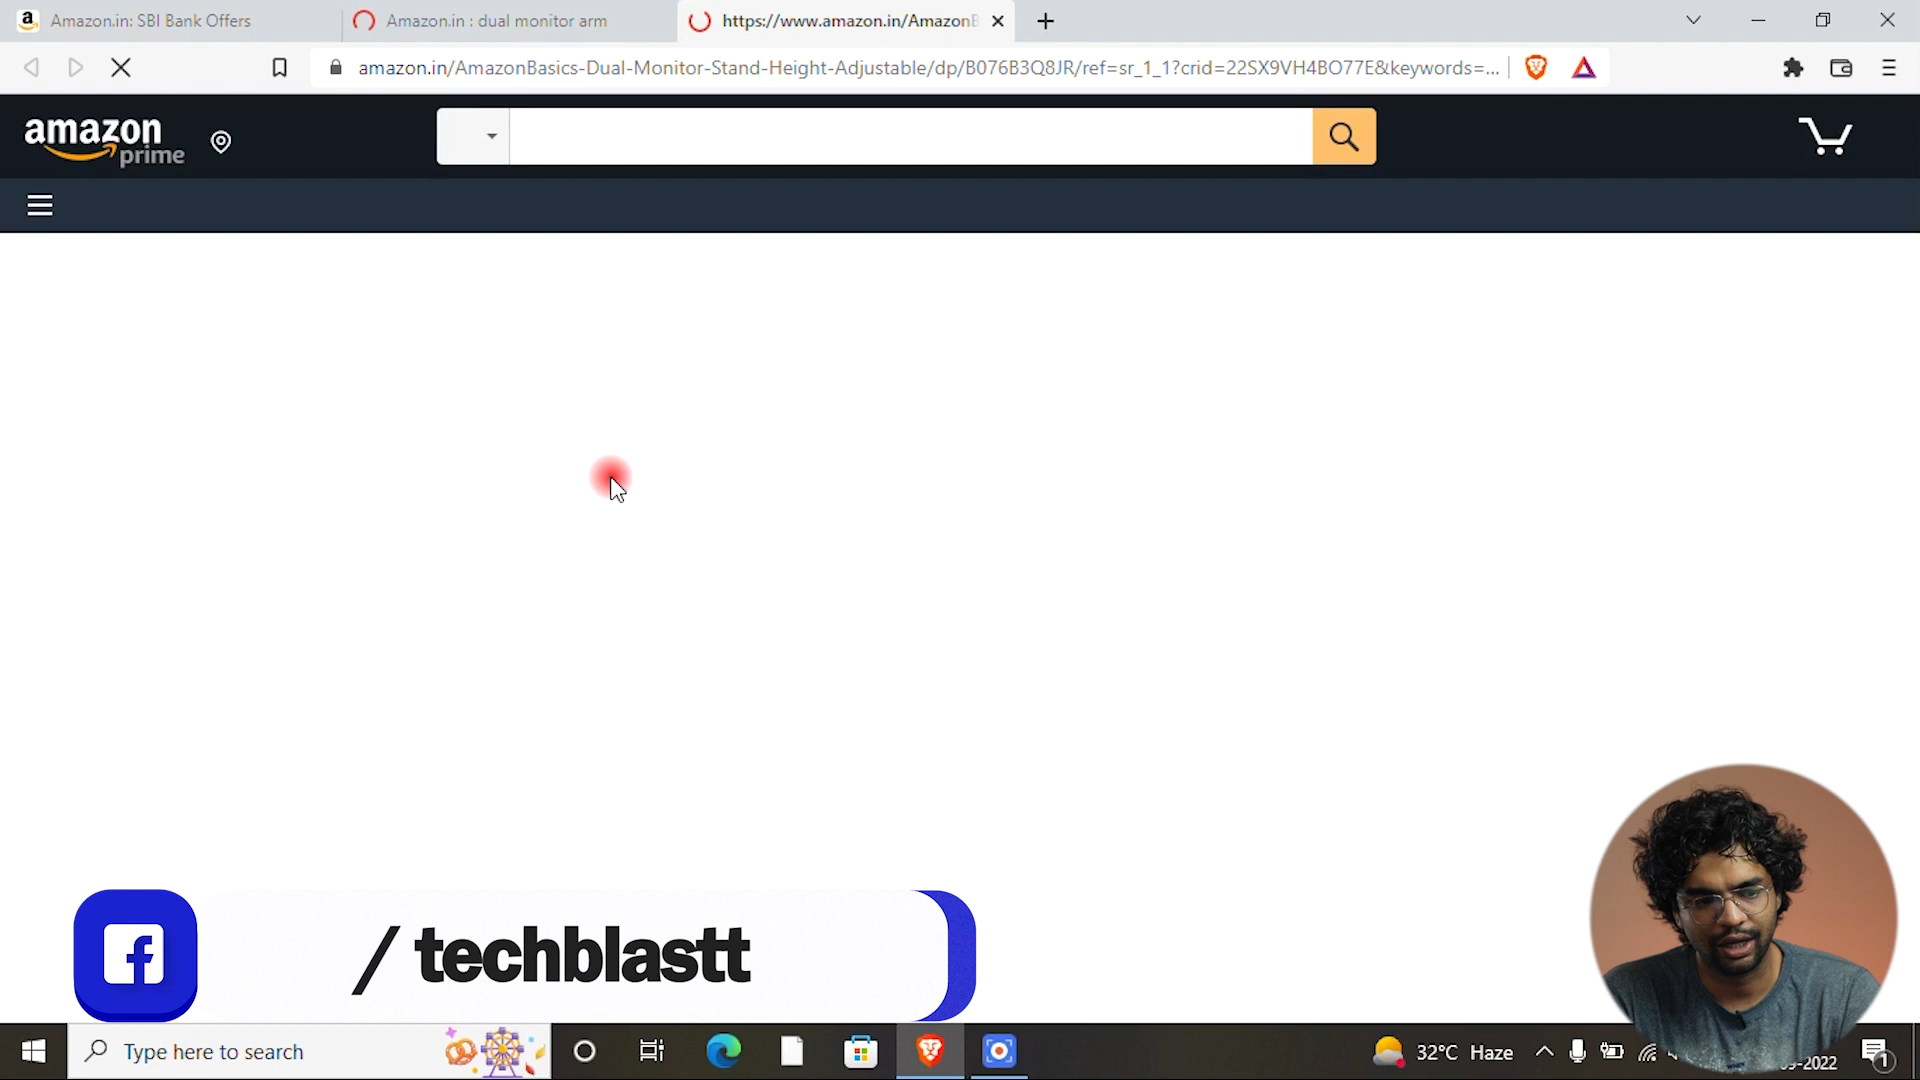 Amazon.in: SBI Bank Offers
Amazon.in : dual monitor arm
https://www.amazon.in/Amazon
amazon.in/AmazonBasics-Dual-Monitor-Stand-Height-Adjustable/dp/B076B3Q8JR/ref=sr_1_1?crid=22SX9VH4BO77E&keywords=...
amazon
prime
/ techblastt
Type here to search
32°C Haze
-2022
1